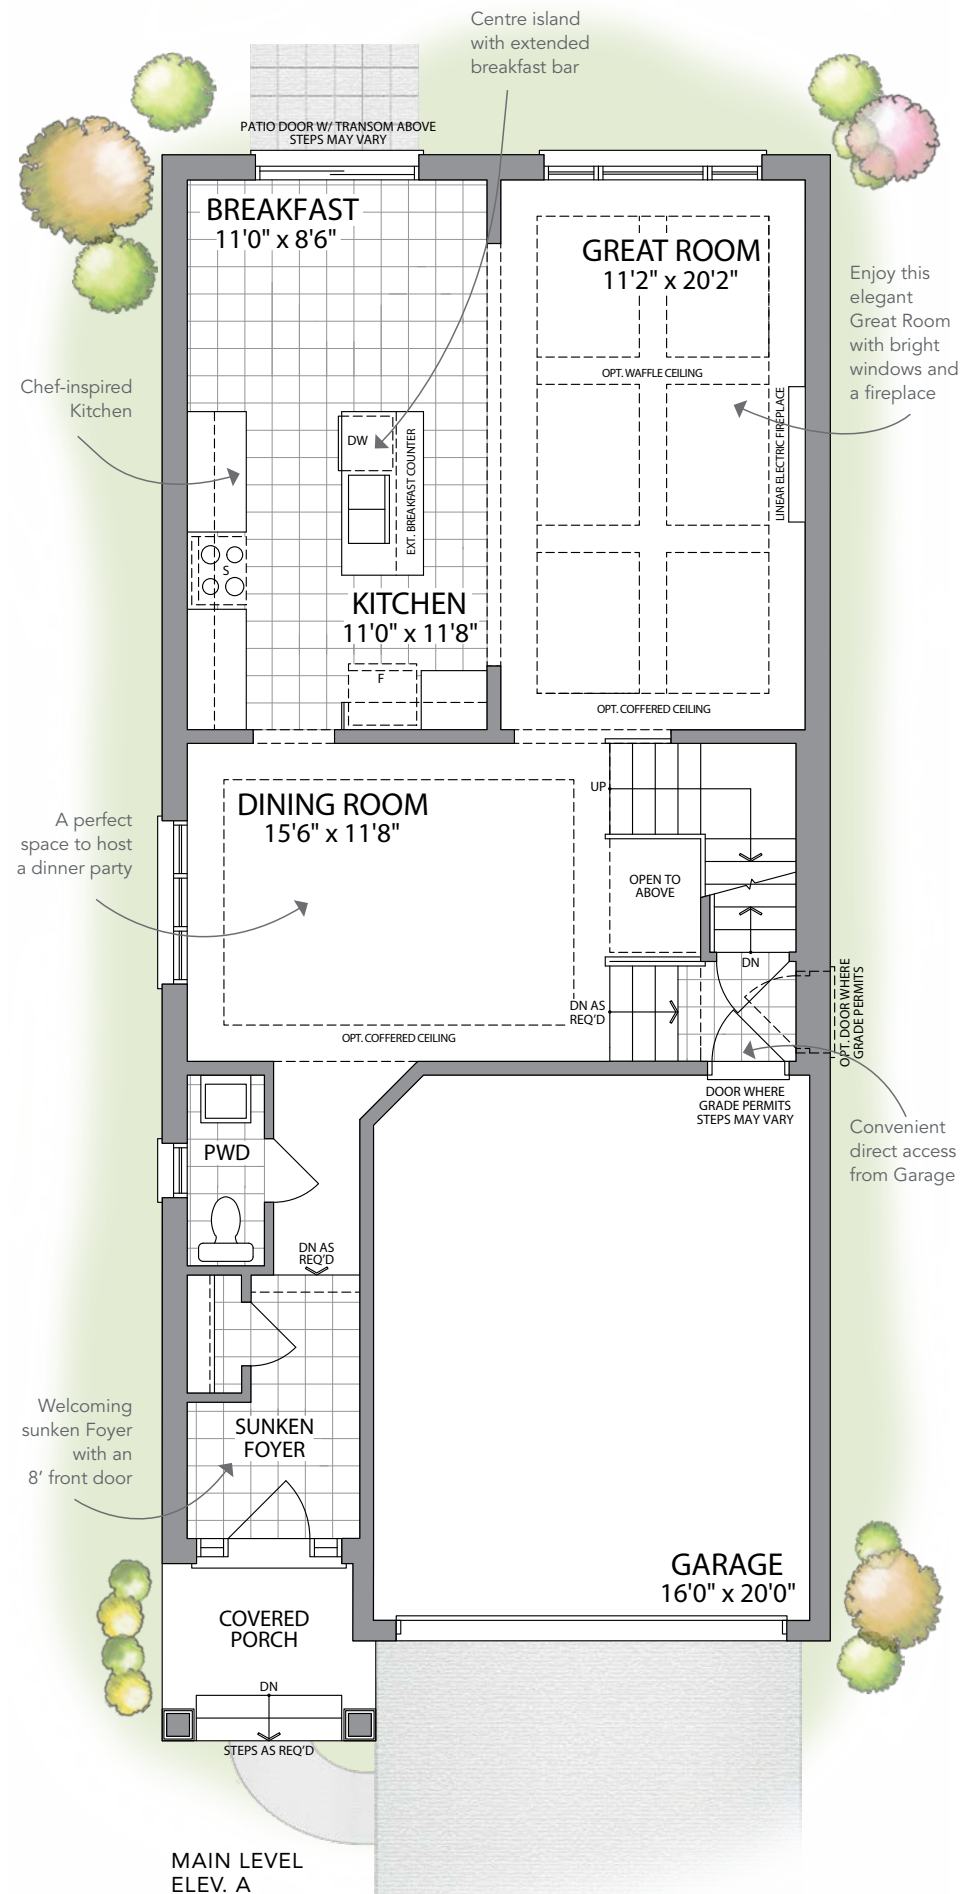 Centre island
with extended
breakfast bar
PATIO DOOR W/ TRANSOM ABOVE
STEPS MAY VARY
BREAKFAST
11'0" x 8'6"
GREAT ROOM
11'2" x 20'2"
Enjoy this
elegant
Great Room
with bright
windows and
a fireplace
OPT. WAFFLE CEILING
Chef-inspired
Kitchen
DW
EXT. BREAKFAST COUNTER
LINEAR ELECTRIC FIREPLACE
S
KITCHEN
11'0" x 11'8"
F
OPT. COFFERED CEILING
DINING ROOM
15'6" x 11'8"
UP
A perfect
space to host
a dinner party
OPEN TO
ABOVE
DN
DN AS
REQ'D
OPT. DOOR WHERE
GRADE PERMITS
OPT. COFFERED CEILING
DOOR WHERE
GRADE PERMITS
STEPS MAY VARY
Convenient
direct access
from Garage
PWD
DN AS
REQ'D
Welcoming
sunken Foyer
with an
8' front door
SUNKEN
FOYER
GARAGE
16'0" x 20'0"
COVERED
PORCH
DN
STEPS AS REQ'D
MAIN LEVEL
ELEV. A